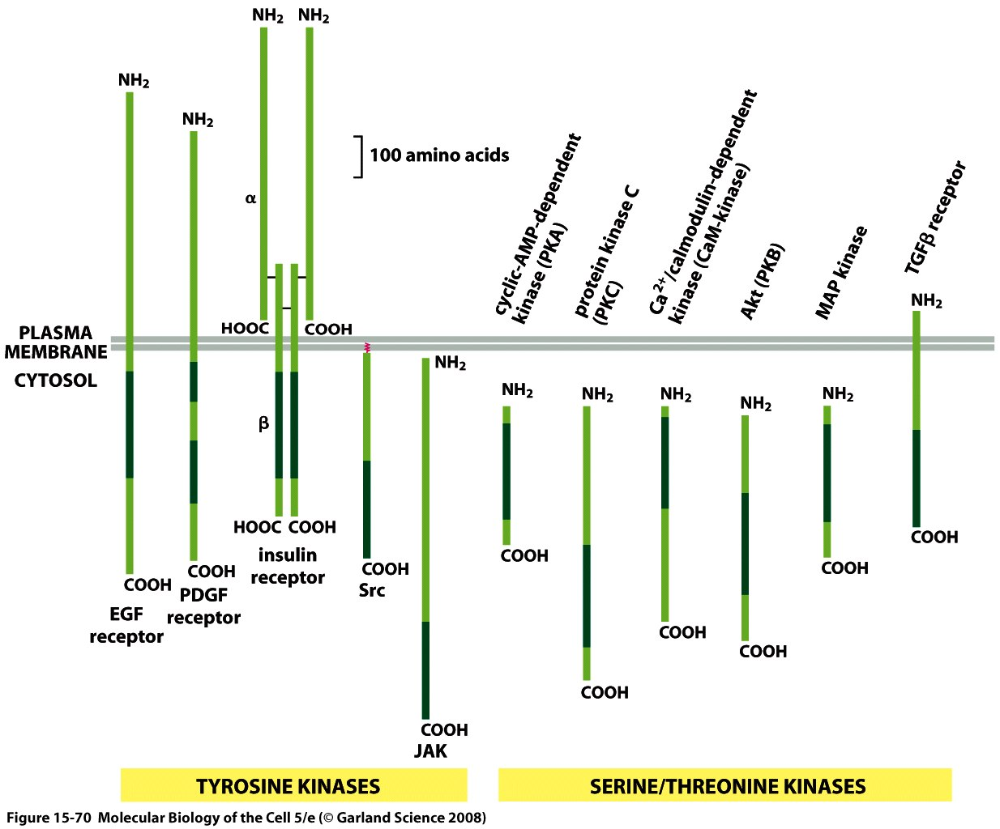 NH2 NH2
NH2
NH2
100 amino acids
α
HOOC COOH
PLASMA
MEMBRANE
CYTOSOL
β
HOOC COOH
insulin
receptor
COOH
EGF
receptor
COOH
PDGF
receptor
COOH
Src
NH2
COOH
JAK
cyclic-AMP-dependent
kinase (PKA)
NH2
COOH
protein kinase C
(PKC)
NH2
COOH
Ca2+/calmodulin-dependent
kinase (CaM-kinase)
NH2
COOH
Akt (PKB)
NH2
COOH
MAP kinase
NH2
COOH
TGFβ receptor
NH2
COOH
TYROSINE KINASES
SERINE/THREONINE KINASES
Figure 15-70 Molecular Biology of the Cell 5/e (© Garland Science 2008)